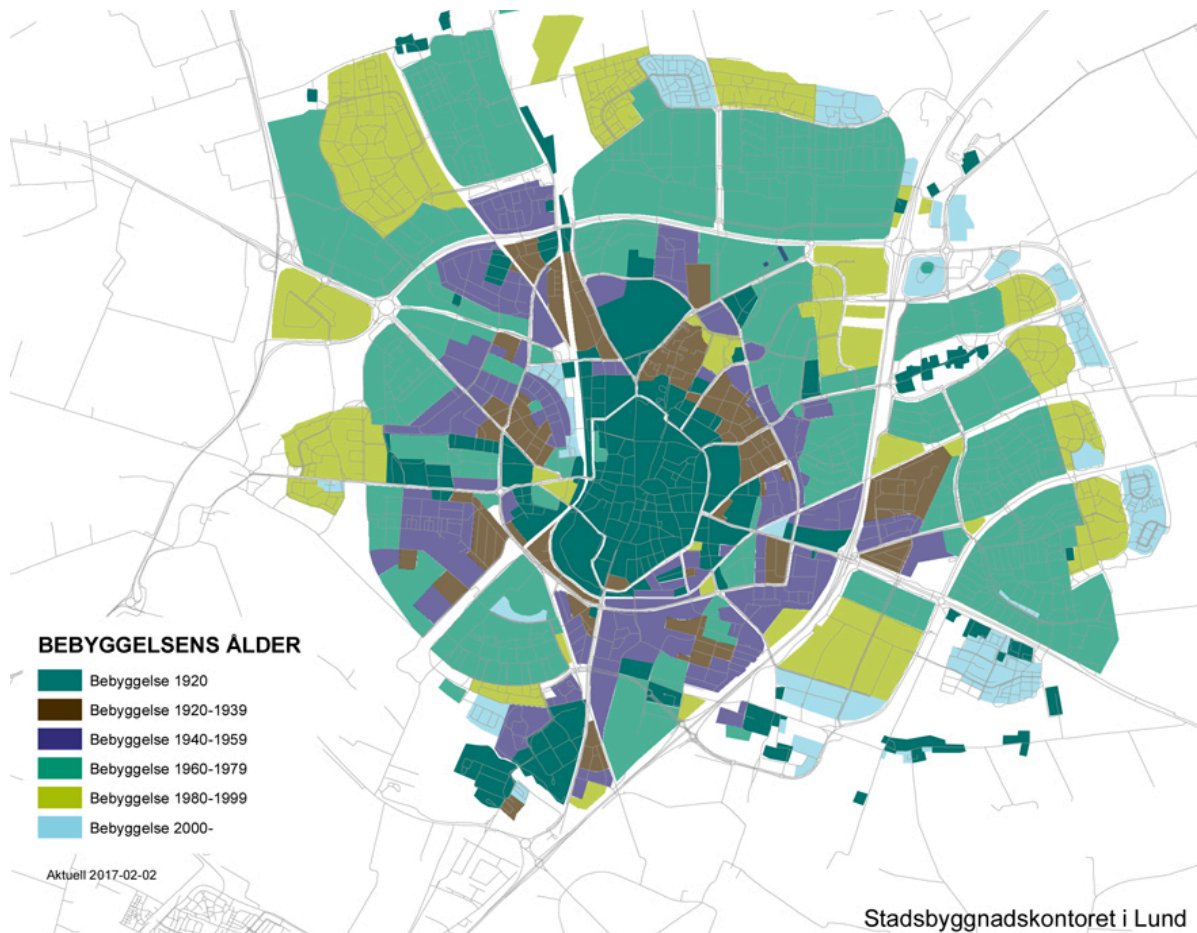 BEBYGGELSENS ÅLDER
Bebyggelse 1920
Bebyggelse 1920-1939
Bebyggelse 1940-1959
Bebyggelse 1960-1979
Bebyggelse 1980-1999
Bebyggelse 2000-
Aktuell 2017-02-02
Stadsbyggnadskontoret i Lund